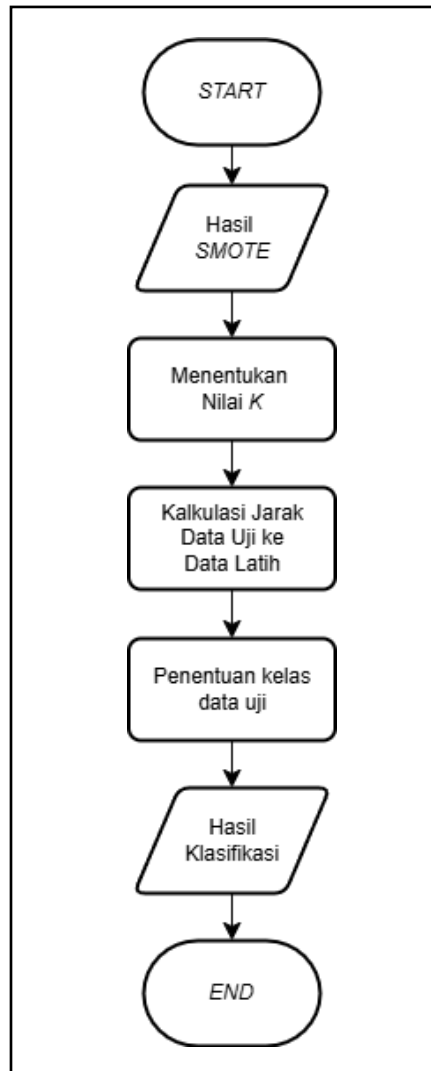 START
Hasil
SMOTE
Menentukan
Nilai K
Kalkulasi Jarak
Data Uji ke
Data Latih
Penentuan kelas
data uji
Hasil
Klasifikasi
END